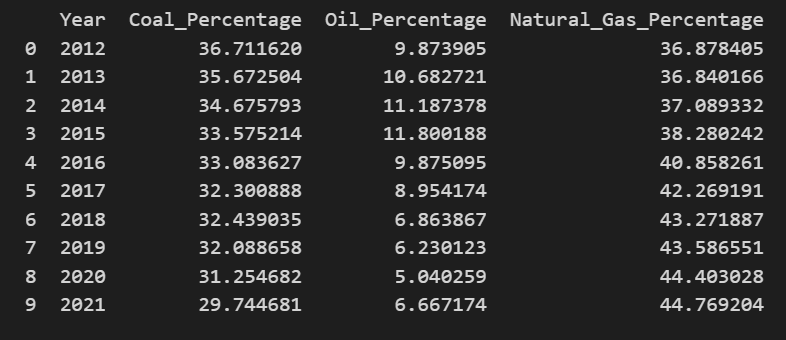 Year Coal_Percentage Oil_Percentage Natural_Gas_Percentage
0 2012 36.711620 9.873905 36.878405
1 2013 35.672504 10.682721 36.840166
2 2014 34.675793 11.187378 37.089332
3 2015 33.575214 11.800188 38.280242
4 2016 33.083627 9.875095 40.858261
5 2017 32.300888 8.954174 42.269191
6 2018 32.439035 6.863867 43.271887
7 2019 32.088658 6.230123 43.586551
8 2020 31.254682 5.040259 44.403028
9 2021 29.744681 6.667174 44.769204